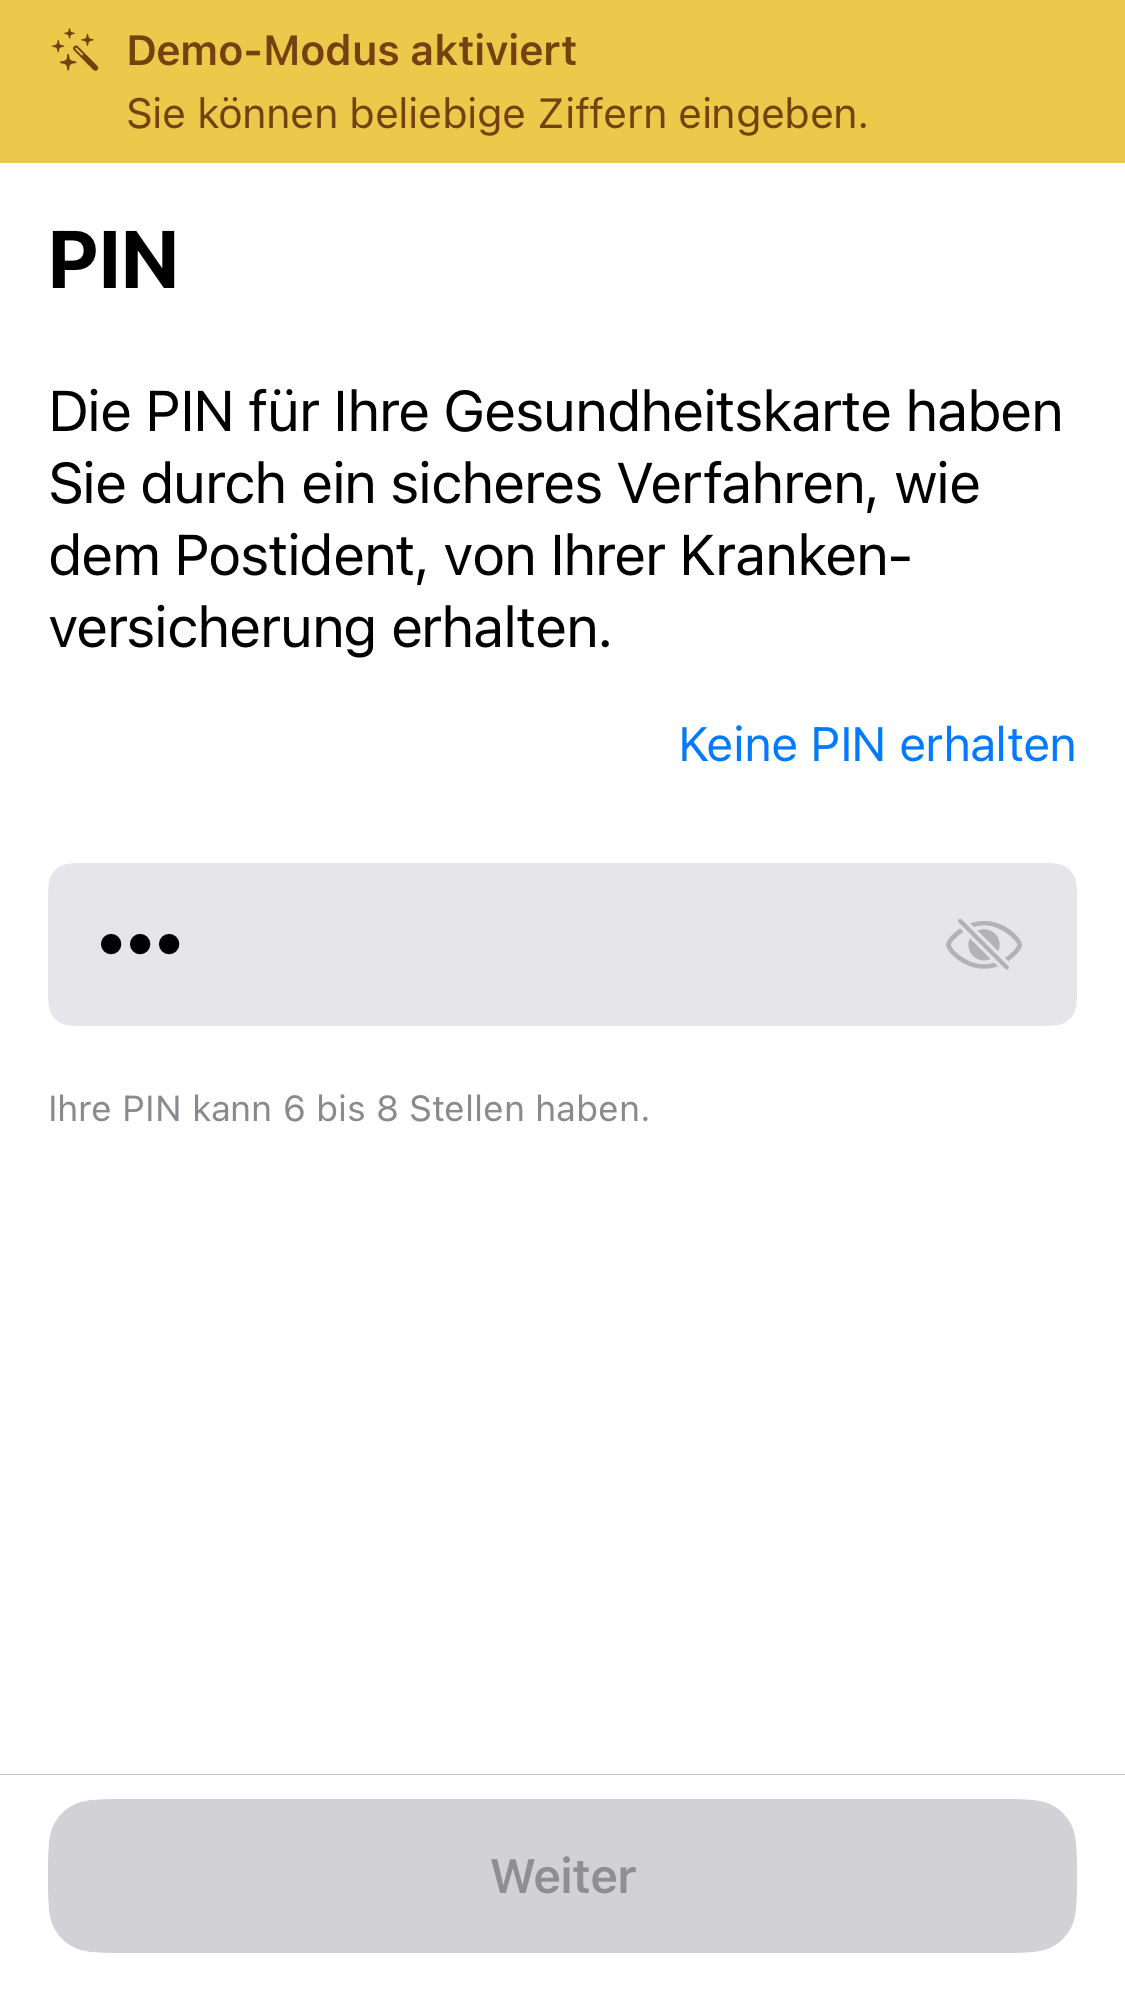 Demo-Modus aktiviert
Sie können beliebige Ziffern eingeben.
PIN
Die PIN für Ihre Gesundheitskarte haben
Sie durch ein sicheres Verfahren, wie
dem Postident, von Ihrer Kranken-
versicherung erhalten.
Keine PIN erhalten
•••
Ihre PIN kann 6 bis 8 Stellen haben.
Weiter